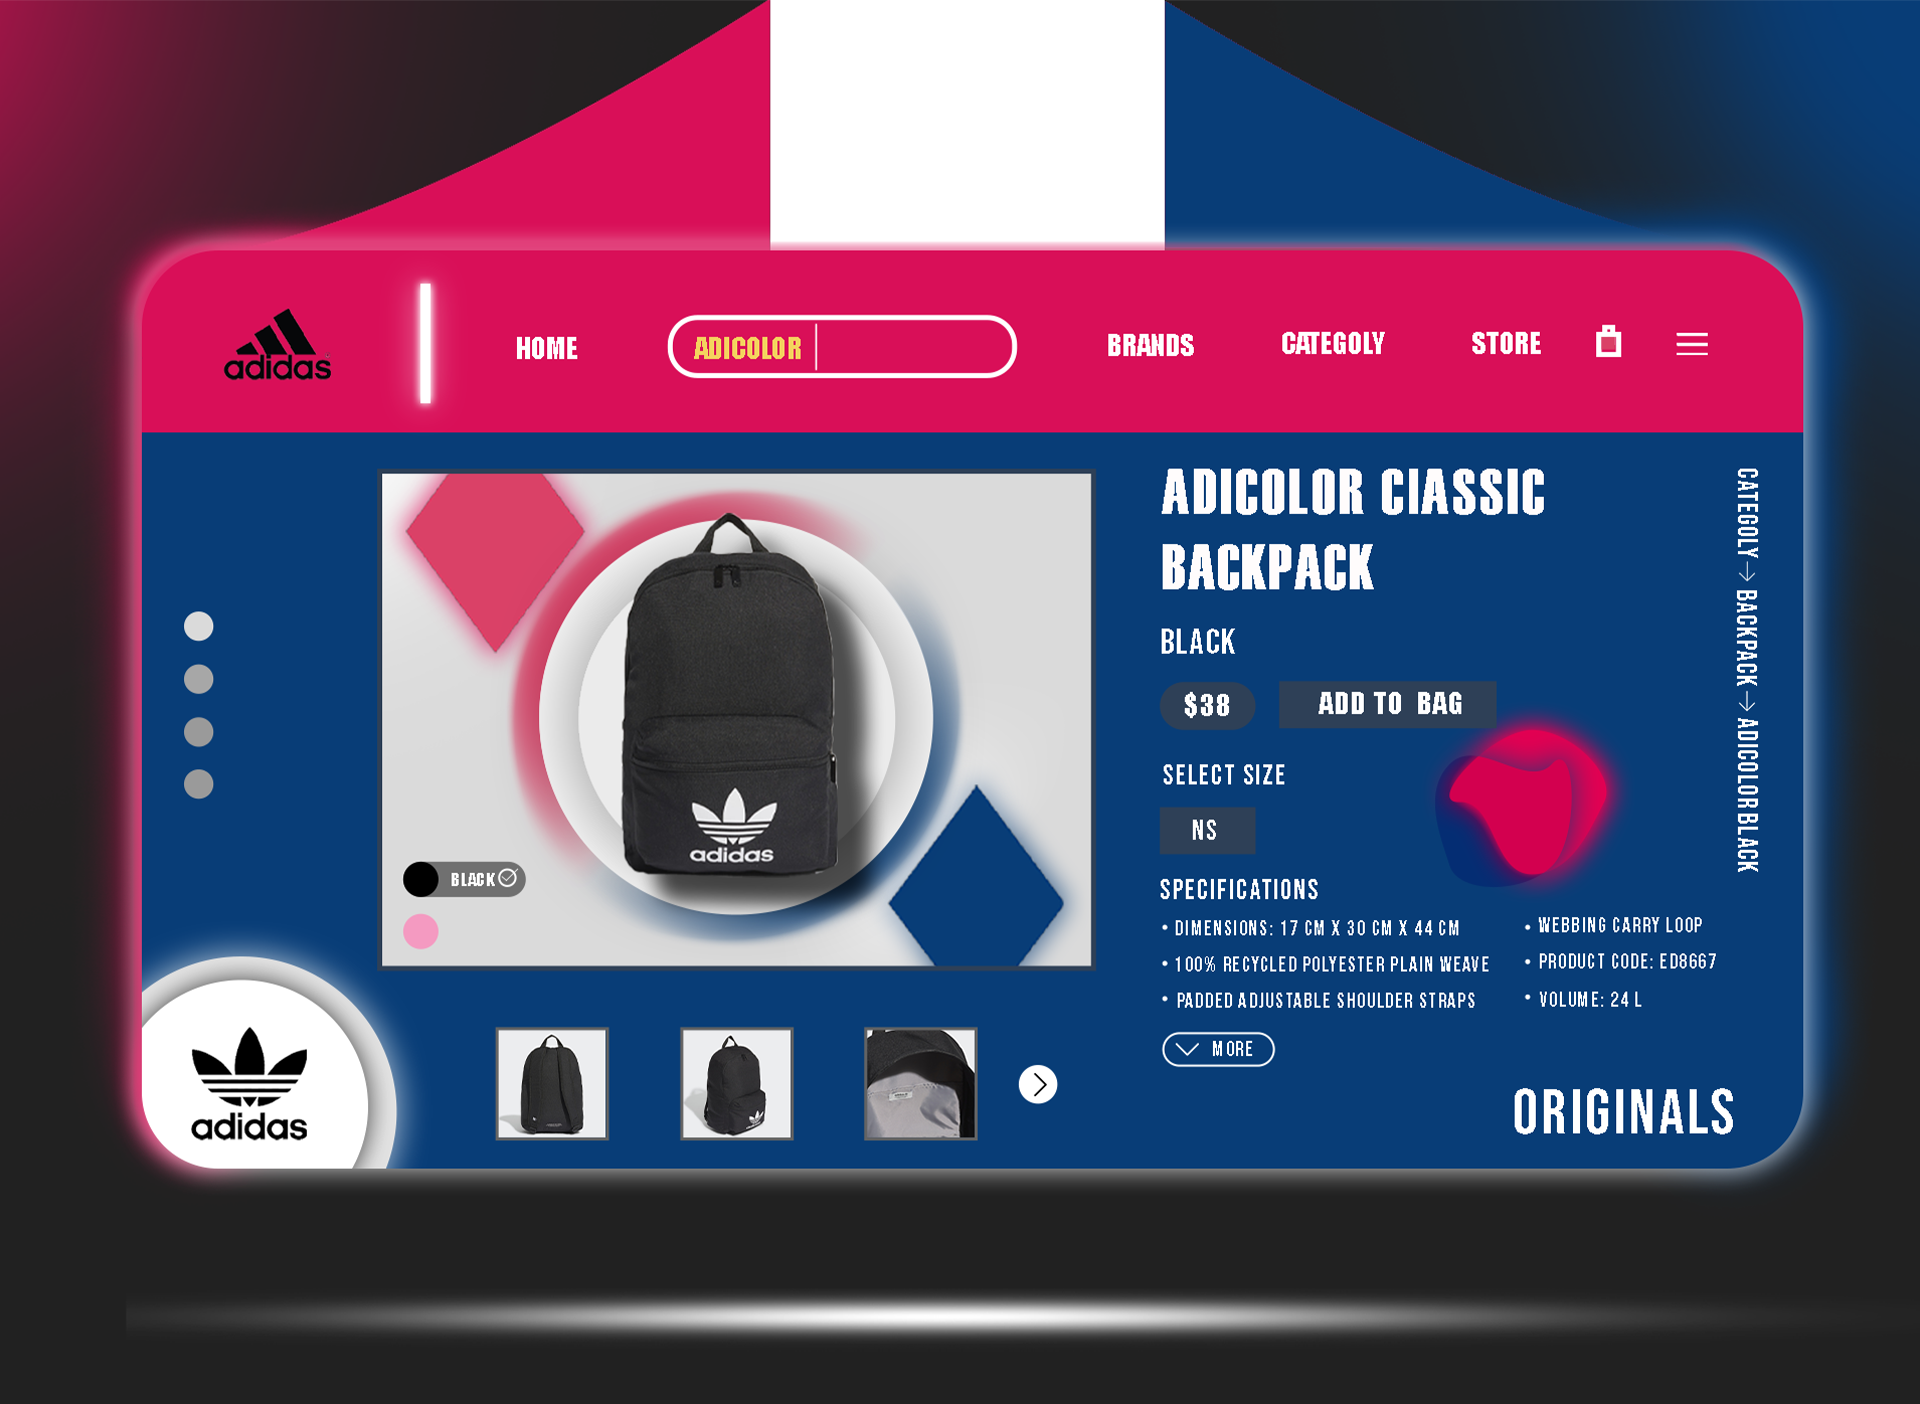 adidas
HOME
ADICOLOR
BRANDS
CATEGOLY
STORE
ADICOLOR CIASSIC
BACKPACK
BLACK
$38
ADD TO BAG
SELECT SIZE
NS
SPECIFICATIONS
• DIMENSIONS: 17 CM X 30 CM X 44 CM
• 100% RECYCLED POLYESTER PLAIN WEAVE
• PADDED ADJUSTABLE SHOULDER STRAPS
• WEBBING CARRY LOOP
• PRODUCT CODE: ED8667
• VOLUME: 24 L
MORE
CATEGOLY → BACKPACK → ADICOLOR BLACK
adidas
BLACK
adidas
ORIGINALS